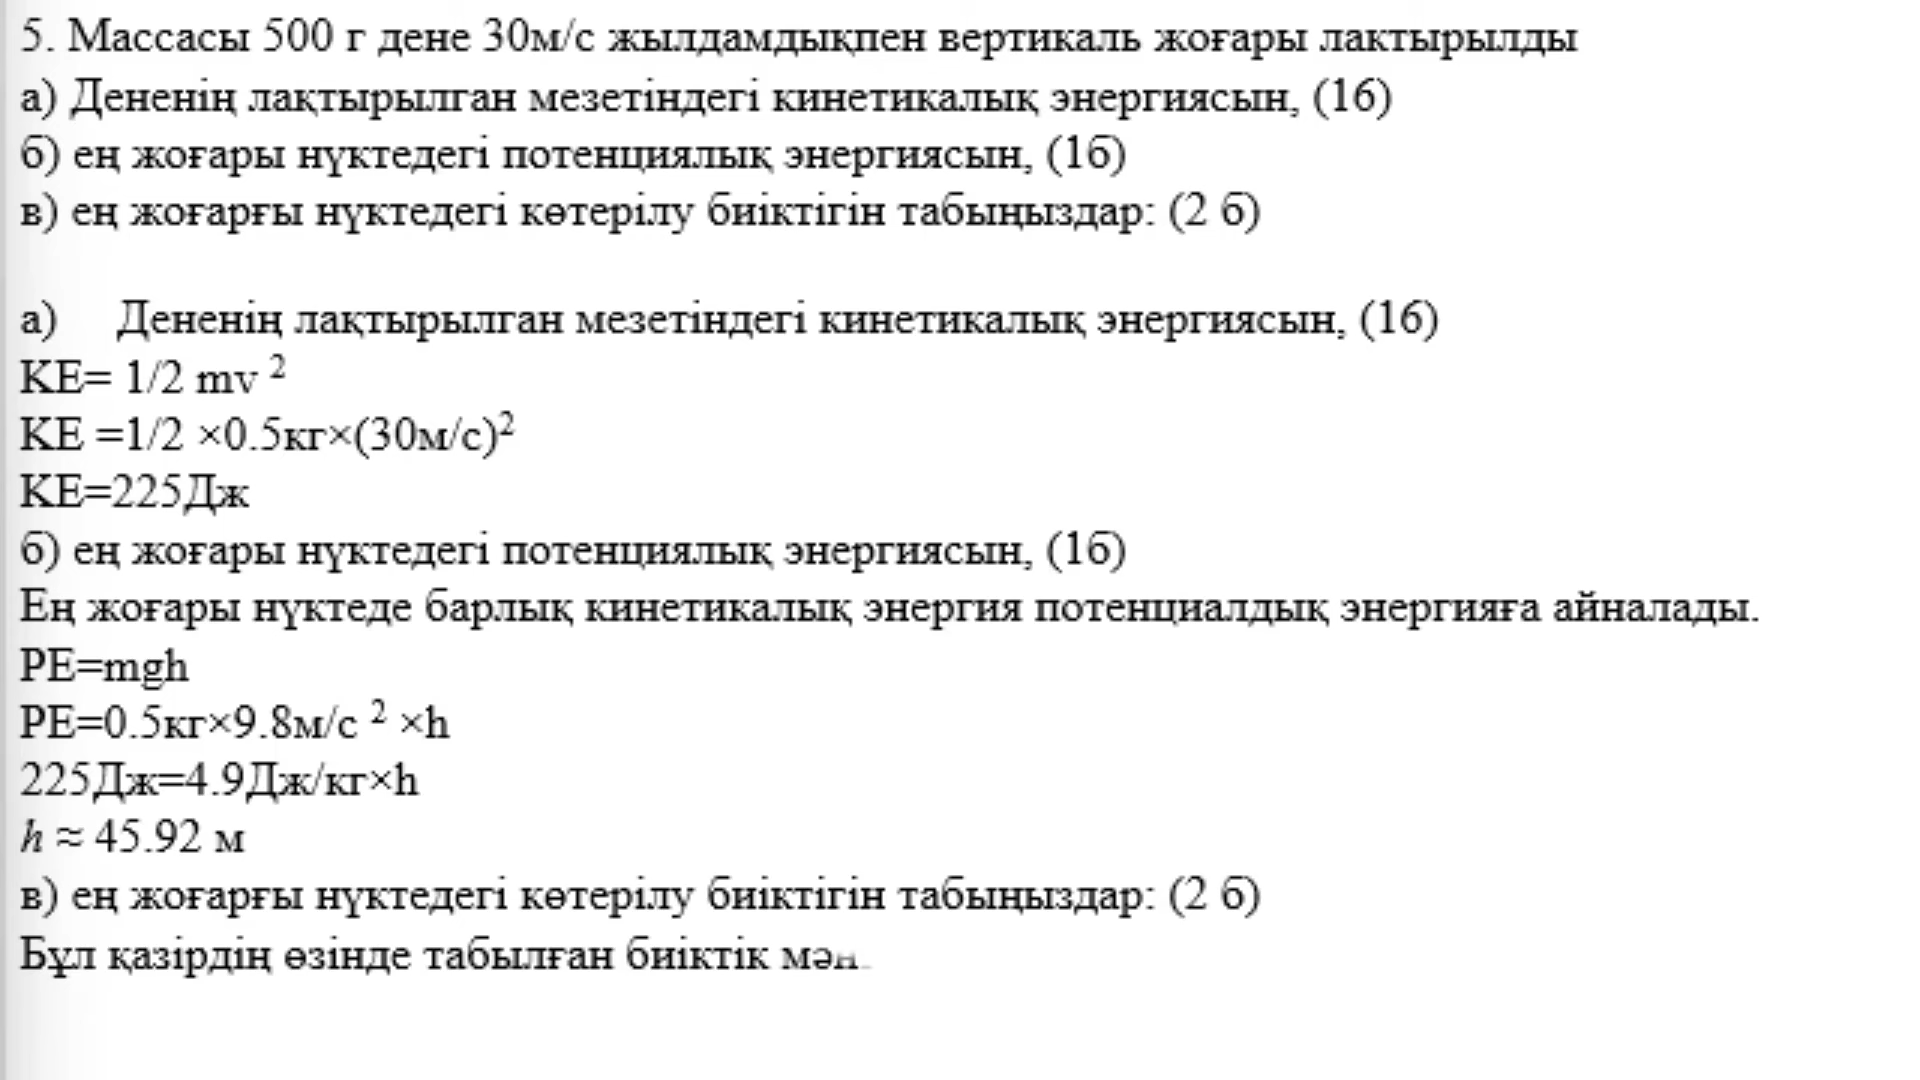 5. Массасы 500 г дене 30м/с жылдамдықпен вертикаль жоғары лактырылды
а) Дененің лақтырылған мезетіндегі кинетикалық энергиясын, (1б)
б) ең жоғары нүктедегі потенциялық энергиясын, (1б)
в) ең жоғарғы нүктедегі көтерілу биіктігін табыңыздар: (2 б)
а) Дененің лақтырылған мезетіндегі кинетикалық энергиясын, (1б)
KE= 1/2 mv ²
KE =1/2 ×0.5кг×(30м/с)²
KE=225Дж
б) ең жоғары нүктедегі потенциялық энергиясын, (1б)
Ең жоғары нүктеде барлық кинетикалық энергия потенциалдық энергияға айналады.
PE=mgh
PE=0.5кг×9.8м/с ² ×h
225Дж=4.9Дж/кг×h
h ≈ 45.92 м
в) ең жоғарғы нүктедегі көтерілу биіктігін табыңыздар: (2 б)
Бұл қазірдің өзінде табылған биіктік